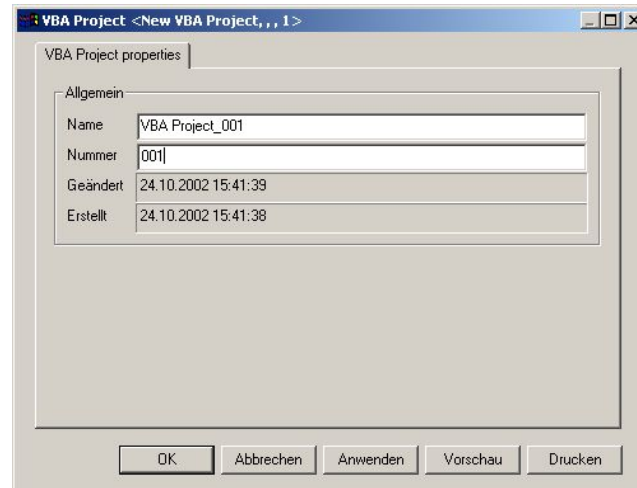 VBA Project <New VBA Project, , , 1>
VBA Project properties
Allgemein
Name VBA Project_001
Nummer 001
Geändert 24.10.2002 15:41:39
Erstellt 24.10.2002 15:41:38
OK Abbrechen Anwenden Vorschau Drucken